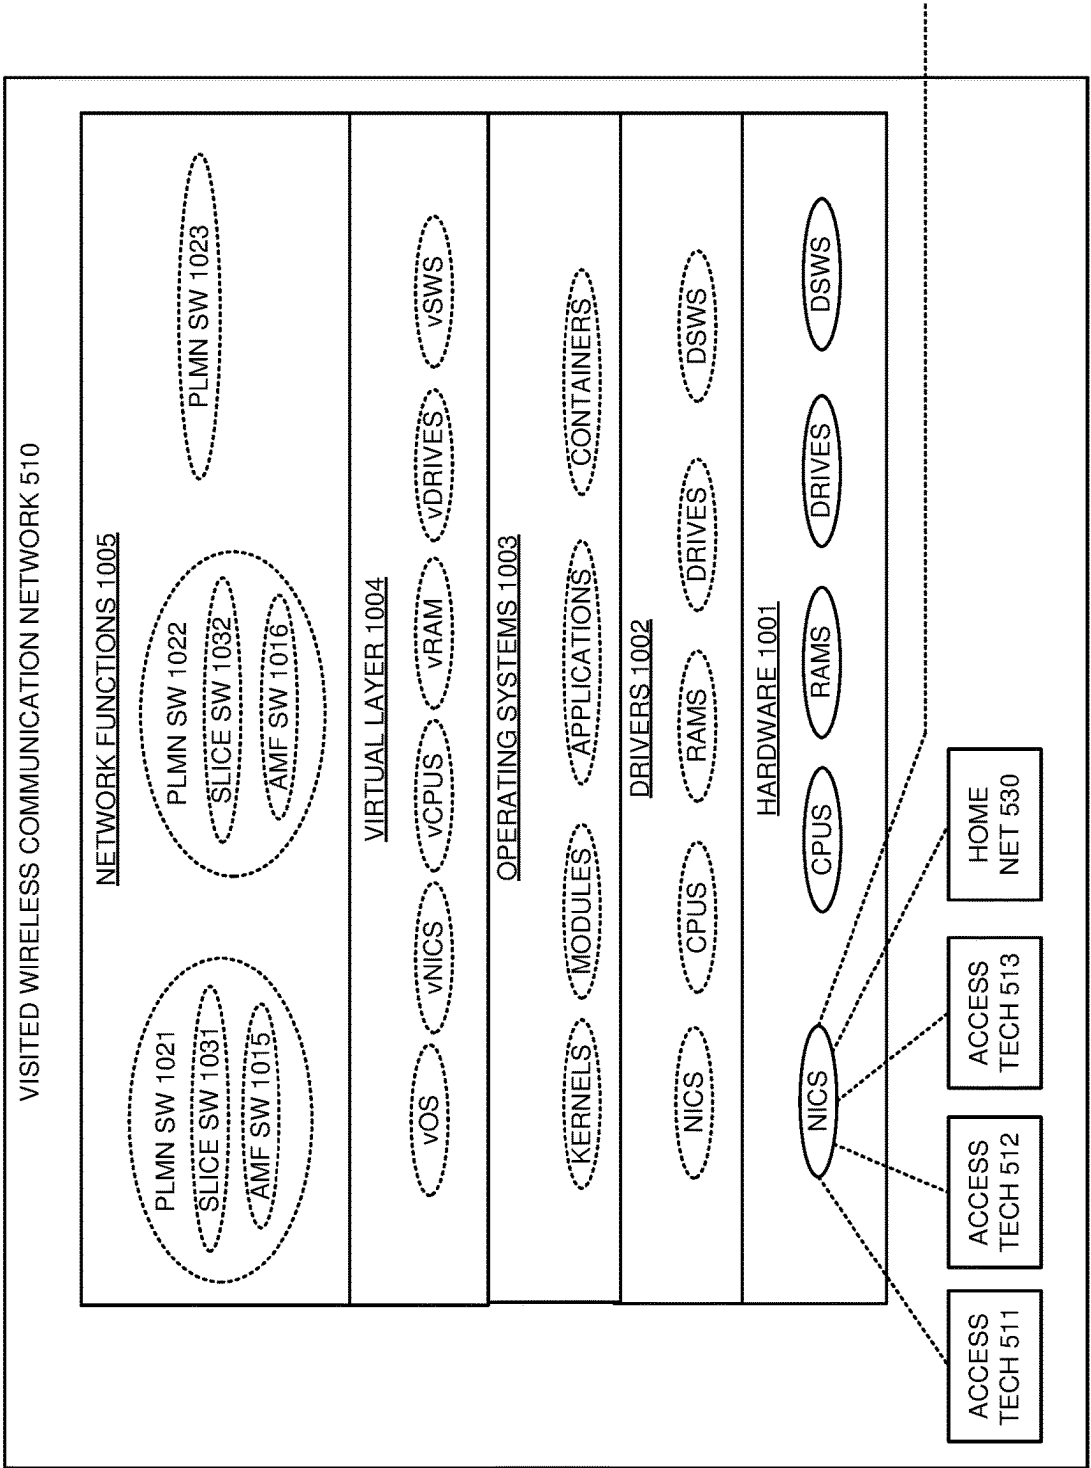 VISITED WIRELESS COMMUNICATION NETWORK 510
NETWORK FUNCTIONS 1005
PLMN SW 1021
SLICE SW 1031
AMF SW 1015
PLMN SW 1022
SLICE SW 1032
AMF SW 1016
PLMN SW 1023
VIRTUAL LAYER 1004
vOS
vNICS
vCPUS
vRAM
vDRIVES
vSWS
OPERATING SYSTEMS 1003
KERNELS
MODULES
APPLICATIONS
CONTAINERS
DRIVERS 1002
NICS
CPUS
RAMS
DRIVES
DSWS
HARDWARE 1001
NICS
CPUS
RAMS
DRIVES
DSWS
ACCESS
TECH 511
ACCESS
TECH 512
ACCESS
TECH 513
HOME
NET 530